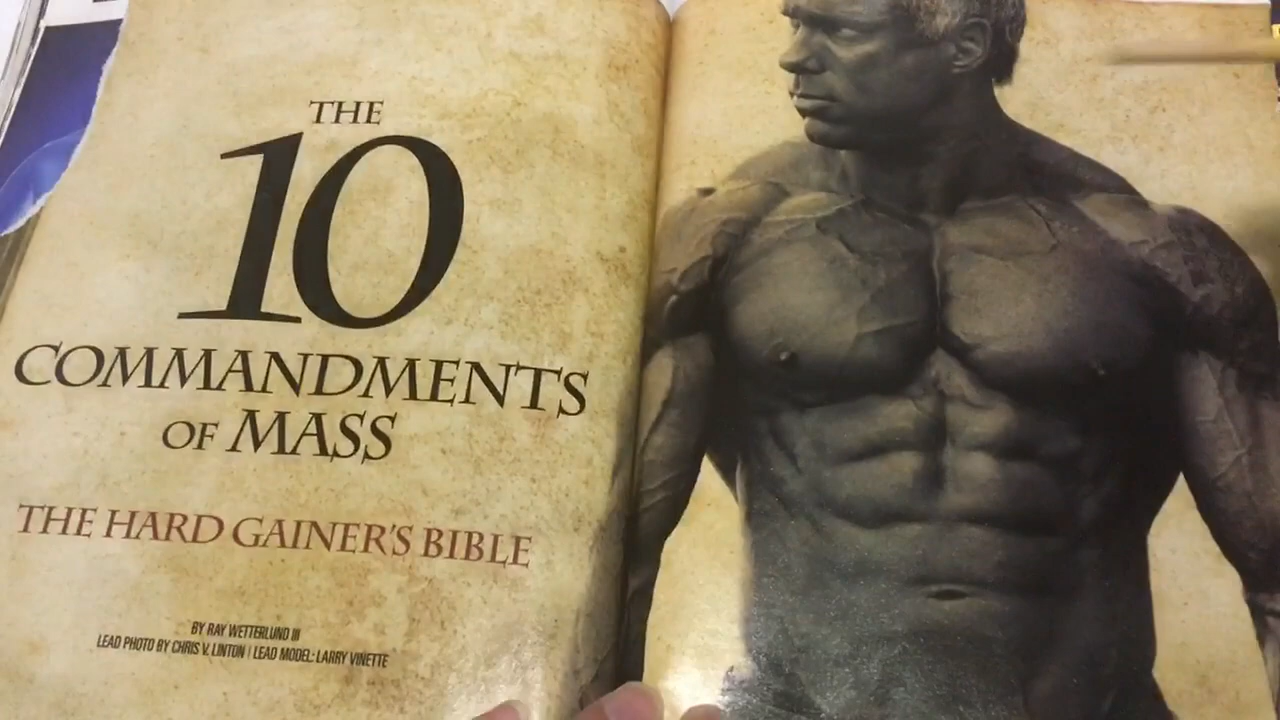 THE
10
COMMANDMENTS
OF MASS
THE HARD GAINER'S BIBLE
BY RAY WETTERLUND III
LEAD PHOTO BY CHRIS V. LINTON | LEAD MODEL: LARRY VINETTE